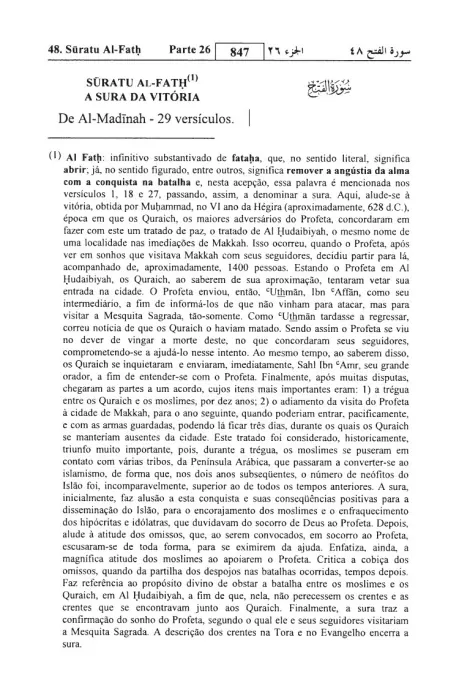 48. Sūratu Al-Fatḥ Parte 26 847 الجزء ٢٦ سورة الفتح ٤٨
SŪRATU AL-FATḤ(1)
A SURA DA VITÓRIA
سُورَةُ الفَتْحِ
De Al-Madīnah - 29 versículos.
(1) Al Fatḥ: infinitivo substantivado de fataḥa, que, no sentido literal, significa
abrir; já, no sentido figurado, entre outros, significa remover a angústia da alma
com a conquista na batalha e, nesta acepção, essa palavra é mencionada nos
versículos 1, 18 e 27, passando, assim, a denominar a sura. Aqui, alude-se à
vitória, obtida por Muḥammad, no VI ano da Hégira (aproximadamente, 628 d.C.),
época em que os Quraich, os maiores adversários do Profeta, concordaram em
fazer com este um tratado de paz, o tratado de Al Ḥudaibiyah, o mesmo nome de
uma localidade nas imediações de Makkah. Isso ocorreu, quando o Profeta, após
ver em sonhos que visitava Makkah com seus seguidores, decidiu partir para lá,
acompanhado de, aproximadamente, 1400 pessoas. Estando o Profeta em Al
Ḥudaibiyah, os Quraich, ao saberem de sua aproximação, tentaram vetar sua
entrada na cidade. O Profeta enviou, então, ᶜUṯhmān, Ibn ᶜAffān, como seu
intermediário, a fim de informá-los de que não vinham para atacar, mas para
visitar a Mesquita Sagrada, tão-somente. Como ᶜUṯhmān tardasse a regressar,
correu notícia de que os Quraich o haviam matado. Sendo assim o Profeta se viu
no dever de vingar a morte deste, no que concordaram seus seguidores,
comprometendo-se a ajudá-lo nesse intento. Ao mesmo tempo, ao saberem disso,
os Quraich se inquietaram e enviaram, imediatamente, Sahl Ibn ᶜAmr, seu grande
orador, a fim de entender-se com o Profeta. Finalmente, após muitas disputas,
chegaram as partes a um acordo, cujos itens mais importantes eram: 1) a trégua
entre os Quraich e os moslimes, por dez anos; 2) o adiamento da visita do Profeta
à cidade de Makkah, para o ano seguinte, quando poderiam entrar, pacificamente,
e com as armas guardadas, podendo lá ficar três dias, durante os quais os Quraich
se manteriam ausentes da cidade. Este tratado foi considerado, historicamente,
triunfo muito importante, pois, durante a trégua, os moslimes se puseram em
contato com várias tribos, da Península Arábica, que passaram a converter-se ao
islamismo, de forma que, nos dois anos subseqüentes, o número de neófitos do
Islão foi, incomparavelmente, superior ao de todos os tempos anteriores. A sura,
inicialmente, faz alusão a esta conquista e suas conseqüências positivas para a
disseminação do Islão, para o encorajamento dos moslimes e o enfraquecimento
dos hipócritas e idólatras, que duvidavam do socorro de Deus ao Profeta. Depois,
alude à atitude dos omissos, que, ao serem convocados, em socorro ao Profeta,
escusaram-se de toda forma, para se eximirem da ajuda. Enfatiza, ainda, a
magnífica atitude dos moslimes ao apoiarem o Profeta. Critica a cobiça dos
omissos, quando da partilha dos despojos nas batalhas ocorridas, tempos depois.
Faz referência ao propósito divino de obstar a batalha entre os moslimes e os
Quraich, em Al Ḥudaibiyah, a fim de que, nela, não perecessem os crentes e as
crentes que se encontravam junto aos Quraich. Finalmente, a sura traz a
confirmação do sonho do Profeta, segundo o qual ele e seus seguidores visitariam
a Mesquita Sagrada. A descrição dos crentes na Tora e no Evangelho encerra a
sura.